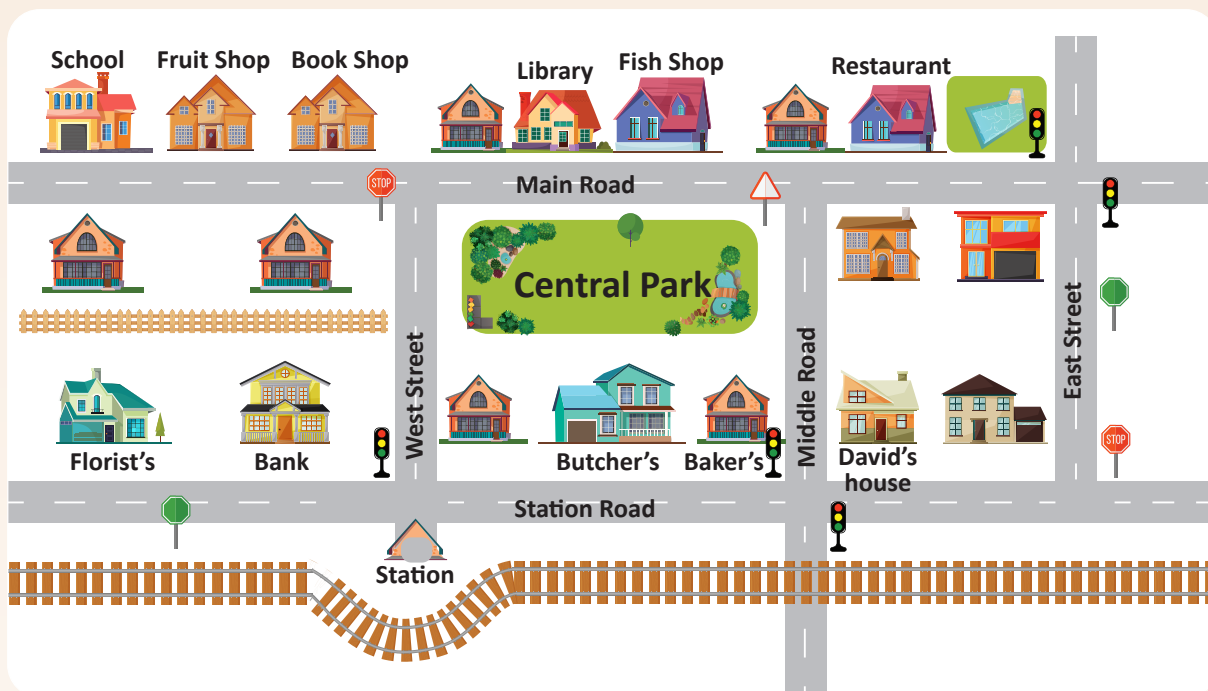 School
Fruit Shop
Book Shop
Library
Fish Shop
Restaurant
STOP
Main Road
Central Park
West Street
Middle Road
East Street
STOP
Florist's
Bank
Butcher's
Baker's
David's
house
Station Road
Station